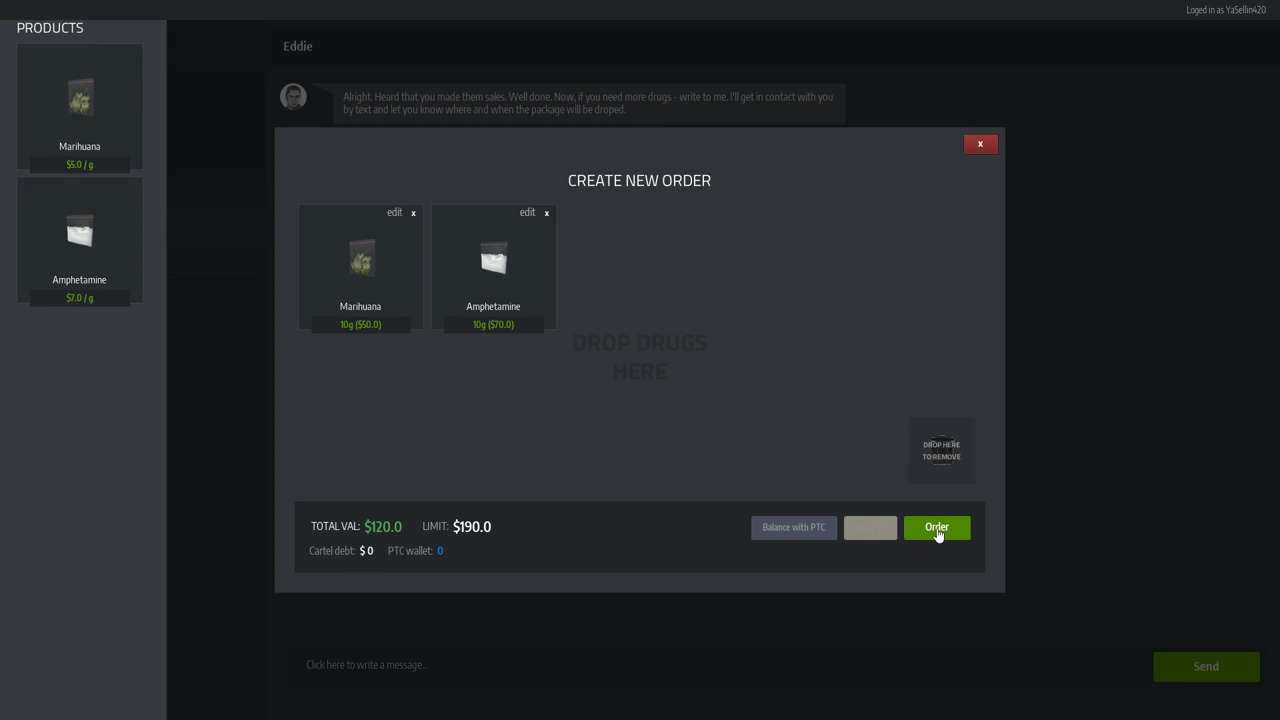 Loged in as YaSellin420
PRODUCTS
Marihuana
$5.0 / g
Amphetamine
$7.0 / g
Eddie
Alright. Heard that you made them sales. Well done. Now, if you need more drugs - write to me. I'll get in contact with you
by text and let you know where and when the package will be droped.
x
CREATE NEW ORDER
edit x
Marihuana
10g ($50.0)
edit x
Amphetamine
10g ($70.0)
DROP DRUGS
HERE
DROP HERE
TO REMOVE
TOTAL VAL: $120.0 LIMIT: $190.0
Cartel debt: $ 0 PTC wallet: 0
Balance with PTC
Order
Click here to write a message...
Send